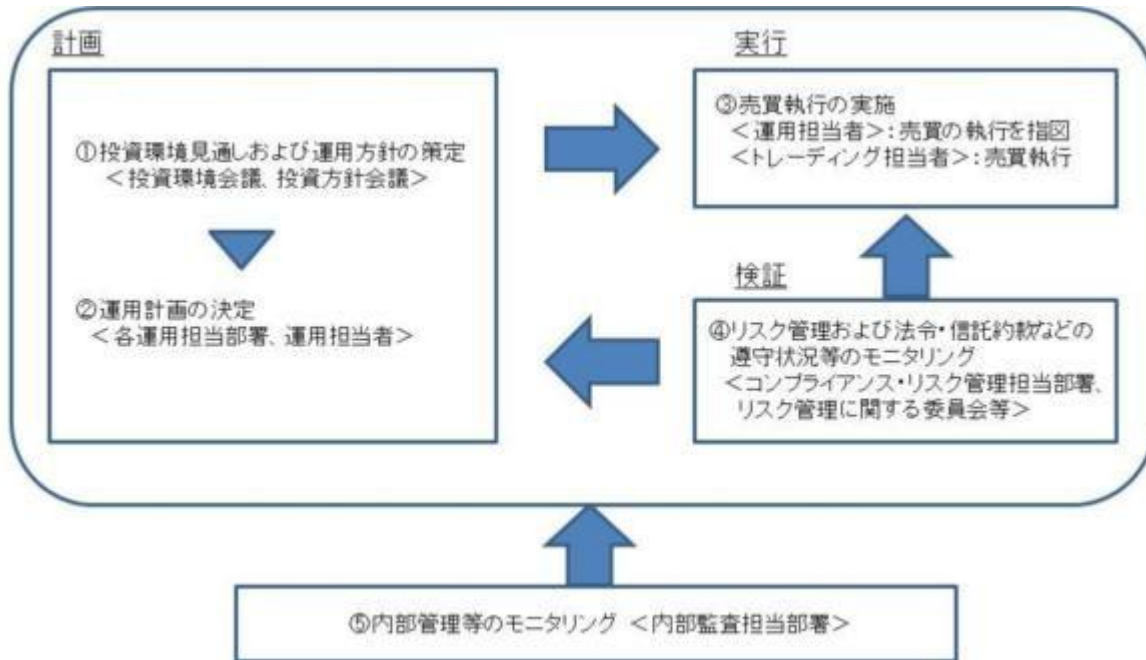 計画
①投資環境見通しおよび運用方針の策定
＜投資環境会議、投資方針会議＞
②運用計画の決定
＜各運用担当部署、運用担当者＞
実行
③売買執行の実施
＜運用担当者＞：売買の執行を指図
＜トレーディング担当者＞：売買執行
検証
④リスク管理および法令・信託約款などの
遵守状況等のモニタリング
＜コンプライアンス・リスク管理担当部署、
リスク管理に関する委員会等＞
⑤内部管理等のモニタリング ＜内部監査担当部署＞